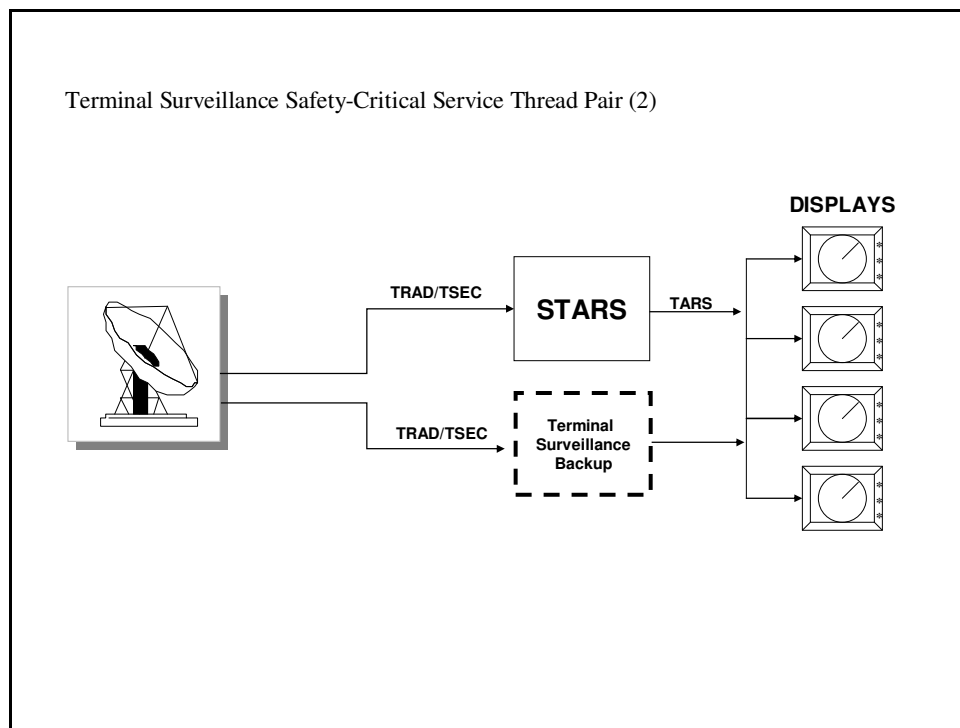 Terminal Surveillance Safety-Critical Service Thread Pair (2)
DISPLAYS
TRAD/TSEC
STARS
TARS
TRAD/TSEC
Terminal
Surveillance
Backup